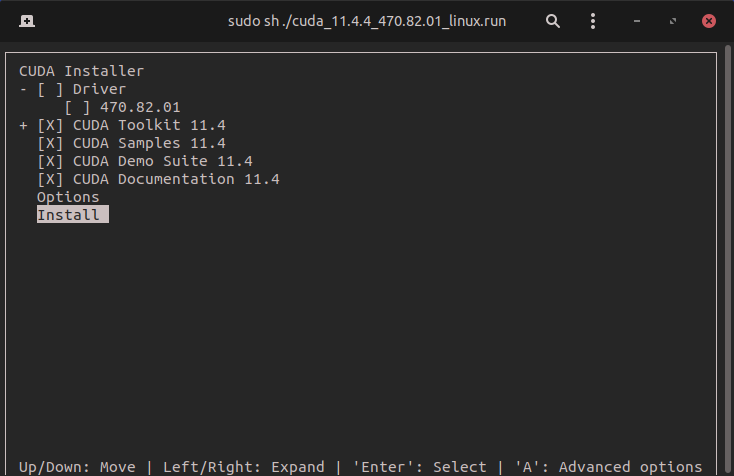 sudo sh ./cuda_11.4.4_470.82.01_linux.run
CUDA Installer
- [ ] Driver
[ ] 470.82.01
+ [X] CUDA Toolkit 11.4
[X] CUDA Samples 11.4
[X] CUDA Demo Suite 11.4
[X] CUDA Documentation 11.4
Options
Install
Up/Down: Move | Left/Right: Expand | 'Enter': Select | 'A': Advanced options